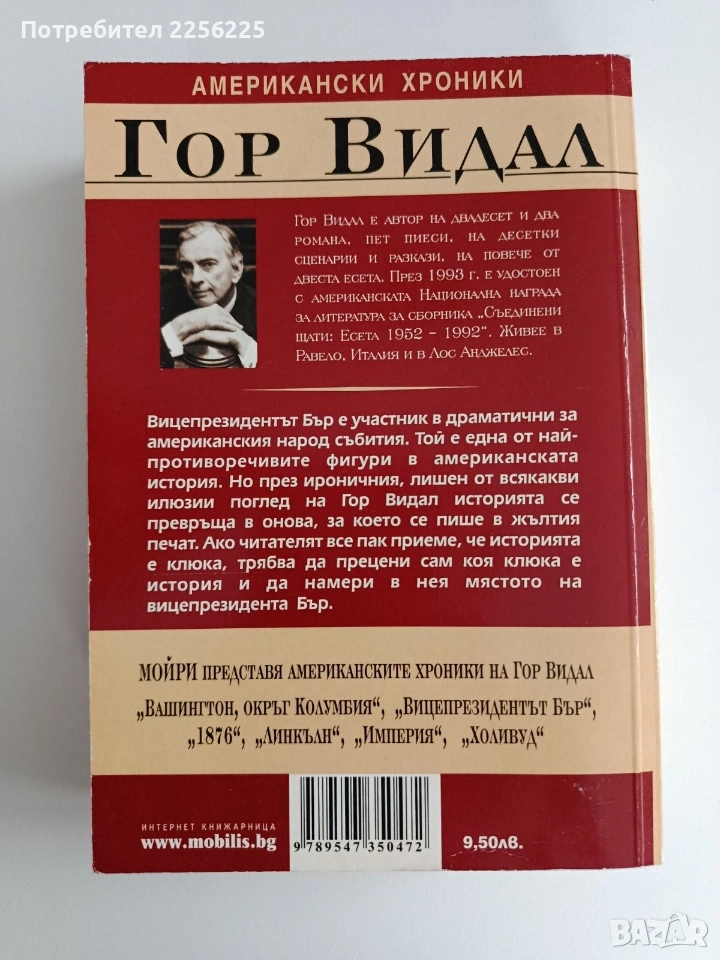 Потребител 2256225
АМЕРИКАНСКИ ХРОНИКИ
ГОР ВИДАЛ
ГОР ВИДАЛ Е АВТОР НА ДВАДЕСЕТ И ДВА
РОМАНА, ПЕТ ПИЕСИ, НА ДЕСЕТКИ
СЦЕНАРИИ И РАЗКАЗИ, НА ПОВЕЧЕ ОТ
ДВЕСТА ЕСЕТА. ПРЕЗ 1993 Г. Е УДОСТОЕН
С АМЕРИКАНСКАТА НАЦИОНАЛНА НАГРАДА
ЗА ЛИТЕРАТУРА ЗА СБОРНИКА „СЪЕДИНЕНИ
ЩАТИ: ЕСЕТА 1952 – 1992“. ЖИВЕЕ В
РАВЕЛО, ИТАЛИЯ И В ЛОС АНДЖЕЛЕС.
Вицепрезидентът Бър е участник в драматични за
американския народ събития. Той е една от най-
противоречивите фигури в американската
история. Но през ироничния, лишен от всякакви
илюзии поглед на Гор Видал историята се
превръща в онова, за което се пише в жълтия
печат. Ако читателят все пак приеме, че историята
е клюка, трябва да прецени сам коя клюка е
история и да намери в нея мястото на
вицепрезидента Бър.
МОЙРИ ПРЕДСТАВЯ АМЕРИКАНСКИТЕ ХРОНИКИ НА ГОР ВИДАЛ
„ВАШИНГТОН, ОКРЪГ КОЛУМБИЯ“, „ВИЦЕПРЕЗИДЕНТЪТ БЪР“,
„1876“, „ЛИНКЪЛН“, „ИМПЕРИЯ“, „ХОЛИВУД“
ИНТЕРНЕТ КНИЖАРНИЦА
www.mobilis.bg
9 789547 350472
9,50лв.
BAZAR